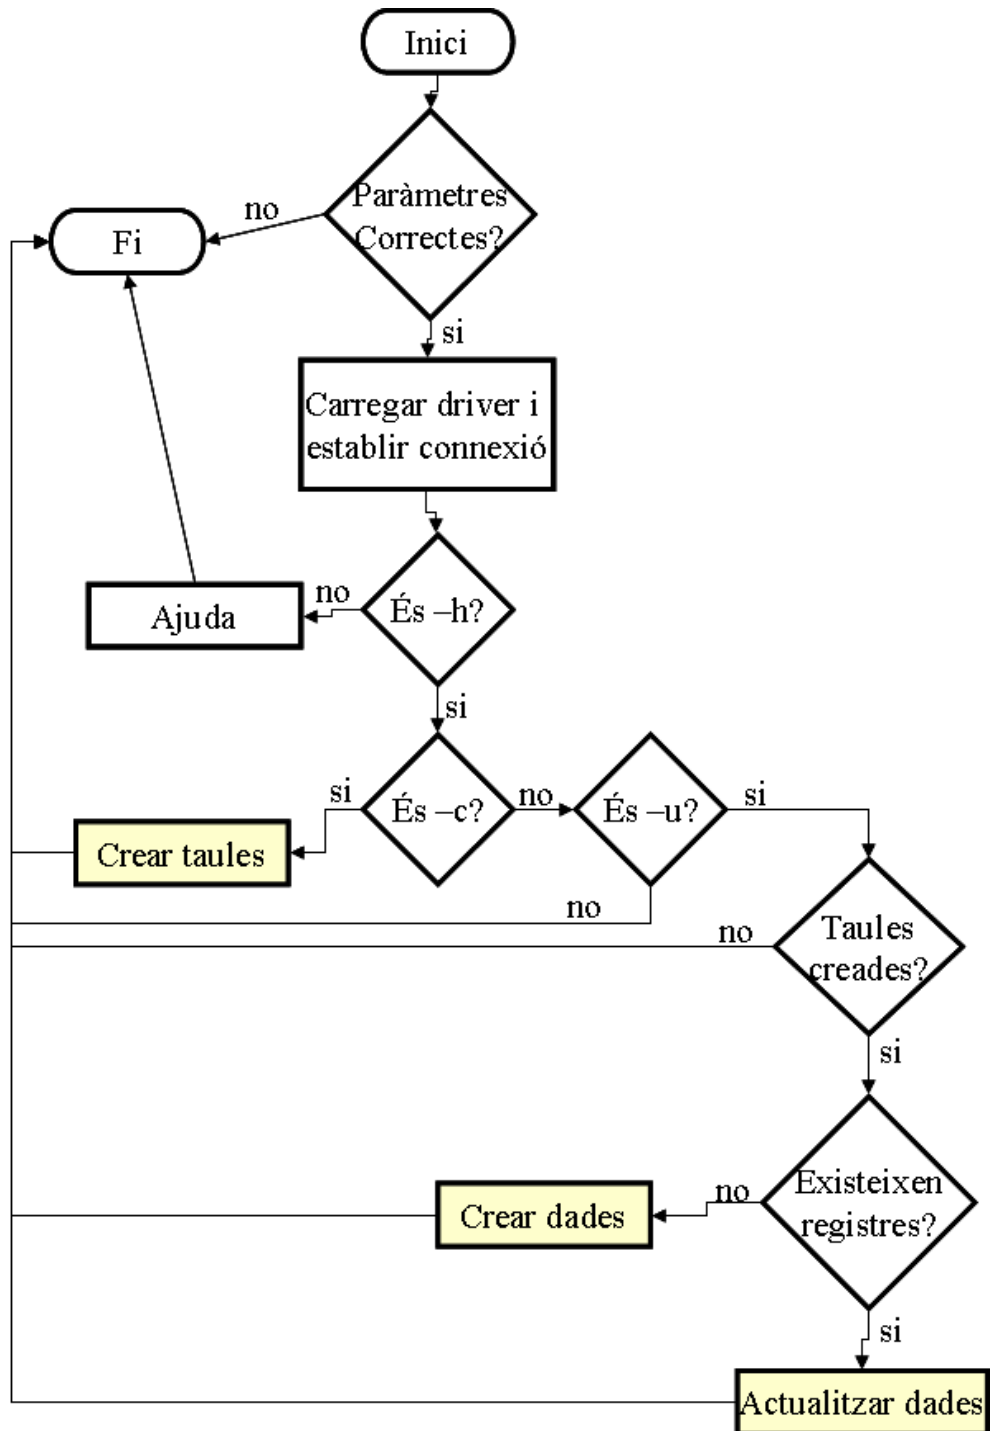 Inici
Paràmetres
Correctes?
no
Fi
si
Carregar driver i
establir connexió
És –h?
no
Ajuda
si
És –c?
si
Crear taules
no
És –u?
si
no
Taules
creades?
no
si
Existeixen
registres?
no
Crear dades
si
Actualitzar dades